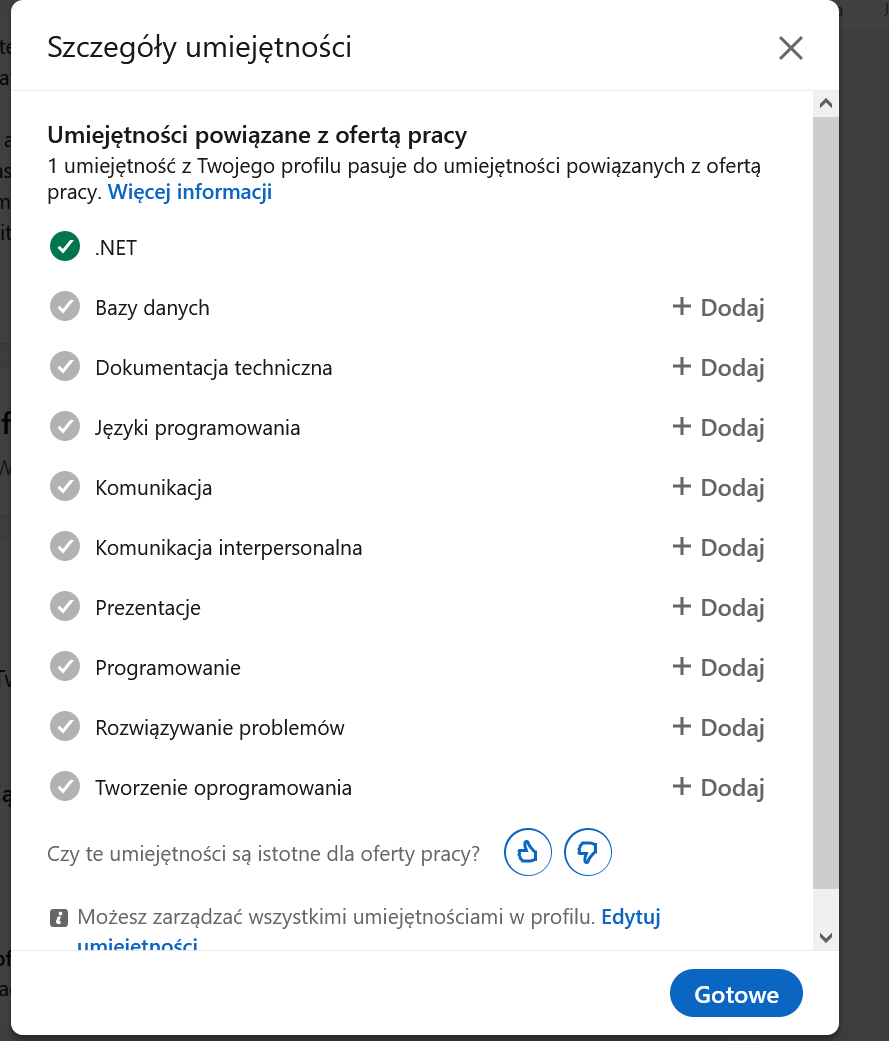 Szczegóły umiejętności
Umiejętności powiązane z ofertą pracy
1 umiejętność z Twojego profilu pasuje do umiejętności powiązanych z ofertą
pracy. Więcej informacji
.NET
Bazy danych + Dodaj
Dokumentacja techniczna + Dodaj
Języki programowania + Dodaj
Komunikacja + Dodaj
Komunikacja interpersonalna + Dodaj
Prezentacje + Dodaj
Programowanie + Dodaj
Rozwiązywanie problemów + Dodaj
Tworzenie oprogramowania + Dodaj
Czy te umiejętności są istotne dla oferty pracy?
Możesz zarządzać wszystkimi umiejętnościami w profilu. Edytuj
umiejętności
Gotowe